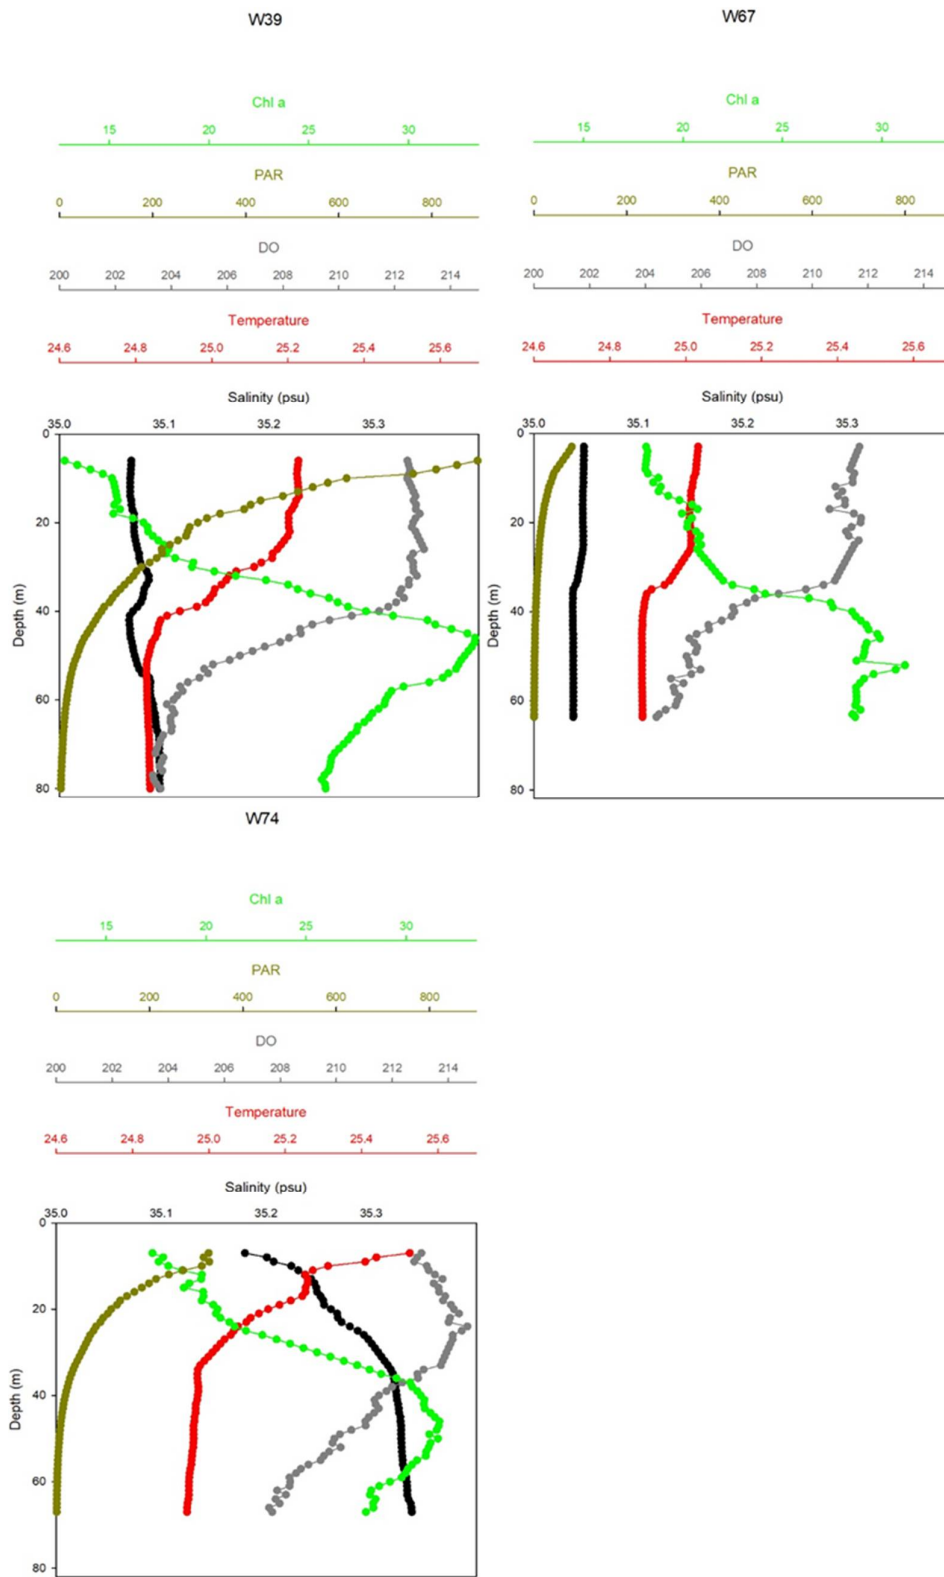 W39
Chl a
15 20 25 30
PAR
0 200 400 600 800
DO
200 202 204 206 208 210 212 214
Temperature
24.6 24.8 25.0 25.2 25.4 25.6
Salinity (psu)
35.0 35.1 35.2 35.3
0
20
40
60
80
Depth (m)
W67
Chl a
15 20 25 30
PAR
0 200 400 600 800
DO
200 202 204 206 208 210 212 214
Temperature
24.6 24.8 25.0 25.2 25.4 25.6
Salinity (psu)
35.0 35.1 35.2 35.3
0
20
40
60
80
Depth (m)
W74
Chl a
15 20 25 30
PAR
0 200 400 600 800
DO
200 202 204 206 208 210 212 214
Temperature
24.6 24.8 25.0 25.2 25.4 25.6
Salinity (psu)
35.0 35.1 35.2 35.3
0
20
40
60
80
Depth (m)